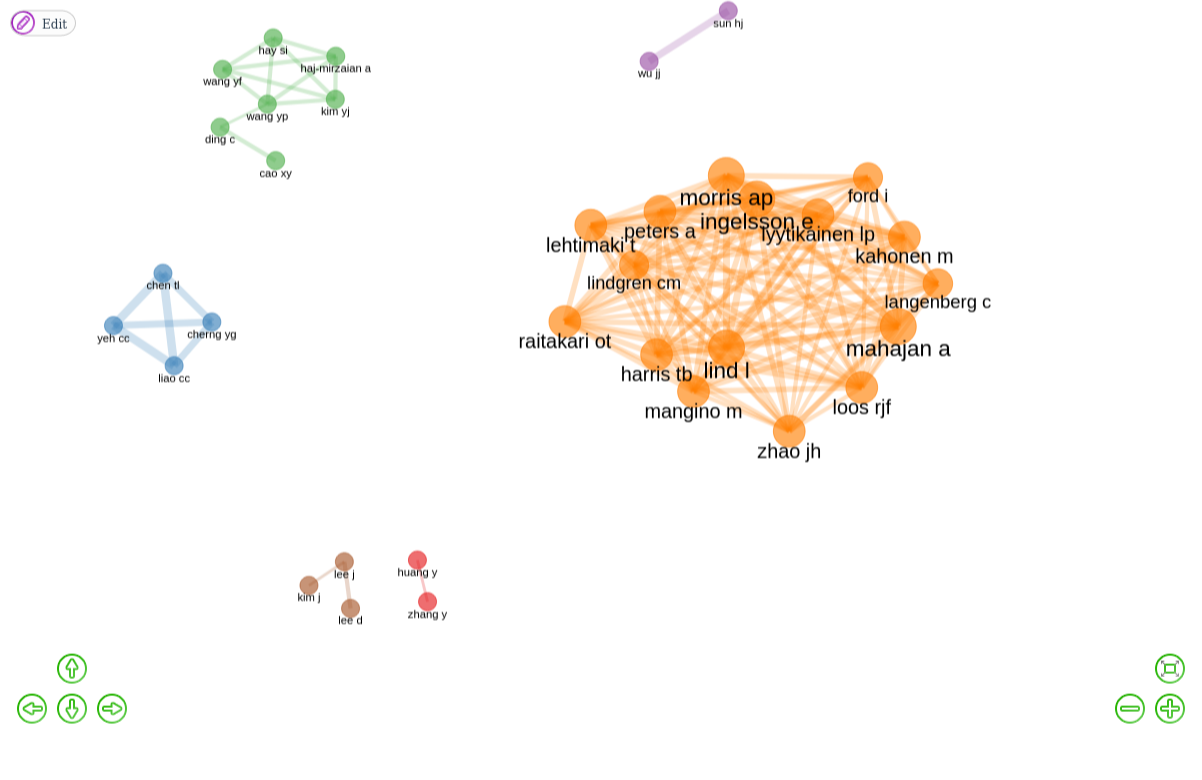 Edit
sun hj
wu jj
hay si
haj-mirzaian a
wang yf
wang yp
kim yj
ding c
cao xy
morris ap
ford i
ingelsson e
peters a
lyytikainen lp
lehtimaki t
kahonen m
lindgren cm
langenberg c
chen tl
yeh cc
cherng yg
liao cc
raitakari ot
mahajan a
harris tb
lind l
mangino m
loos rjf
zhao jh
lee j
kim j
lee d
huang y
zhang y